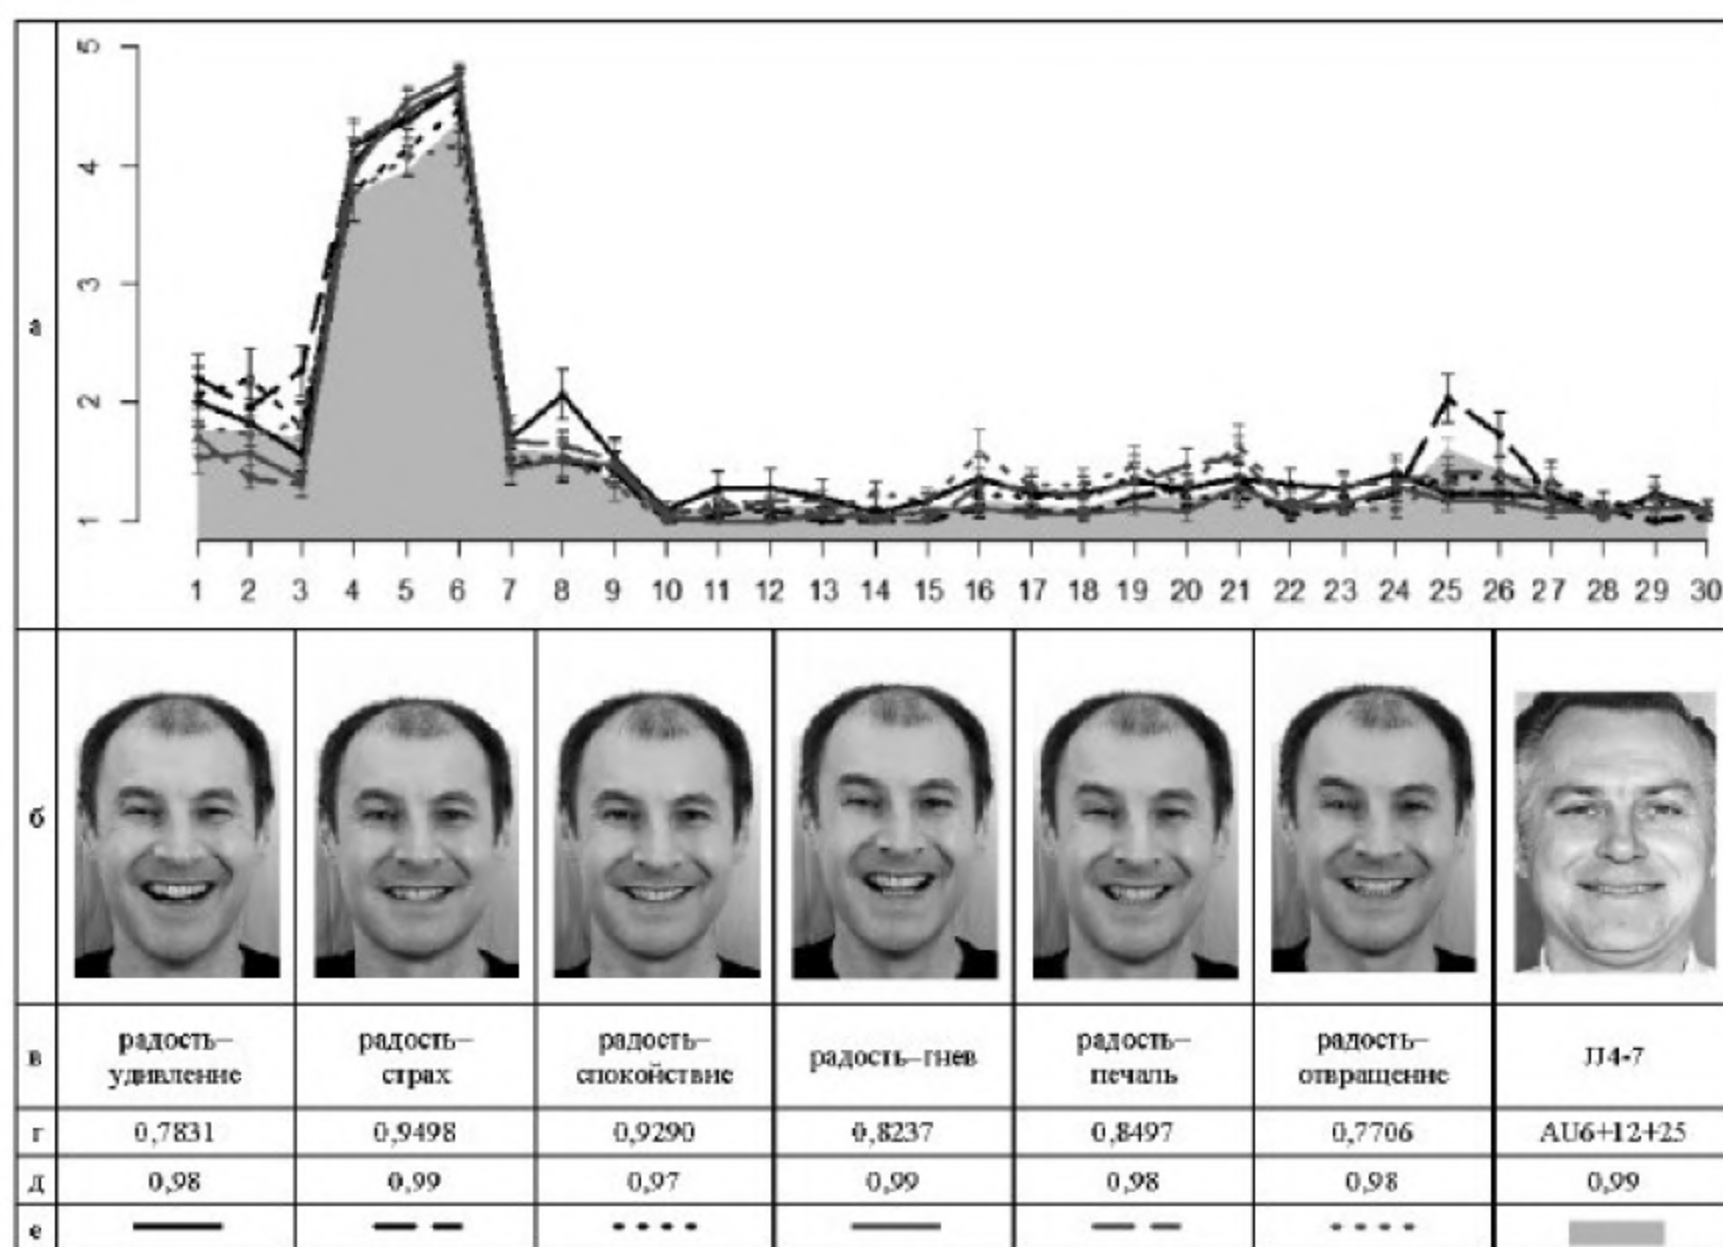 5
4
3
2
1
а
1 2 3 4 5 6 7 8 9 10 11 12 13 14 15 16 17 18 19 20 21 22 23 24 25 26 27 28 29 30
б
в радость– радость– радость– радость–гнев радость– радость– П4-7
удивление страх спокойствие печаль отвращение
г 0,7831 0,9498 0,9290 0,8237 0,8497 0,7706 AU6+12+25
д 0,98 0,99 0,97 0,99 0,98 0,98 0,99
е